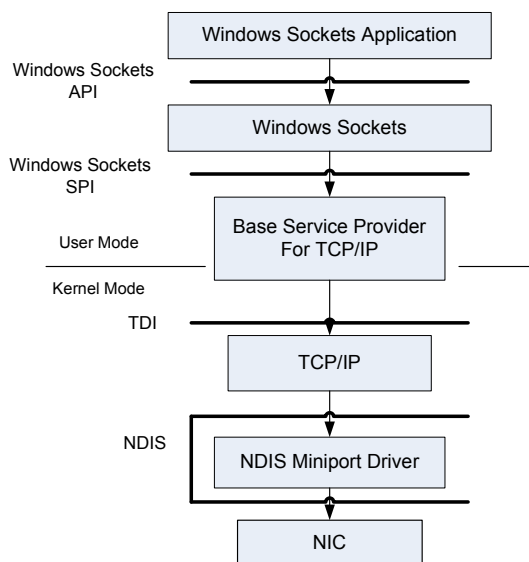 Windows Sockets Application
Windows Sockets
API
Windows Sockets
Windows Sockets
SPI
Base Service Provider
For TCP/IP
User Mode
Kernel Mode
TDI
TCP/IP
NDIS
NDIS Miniport Driver
NIC